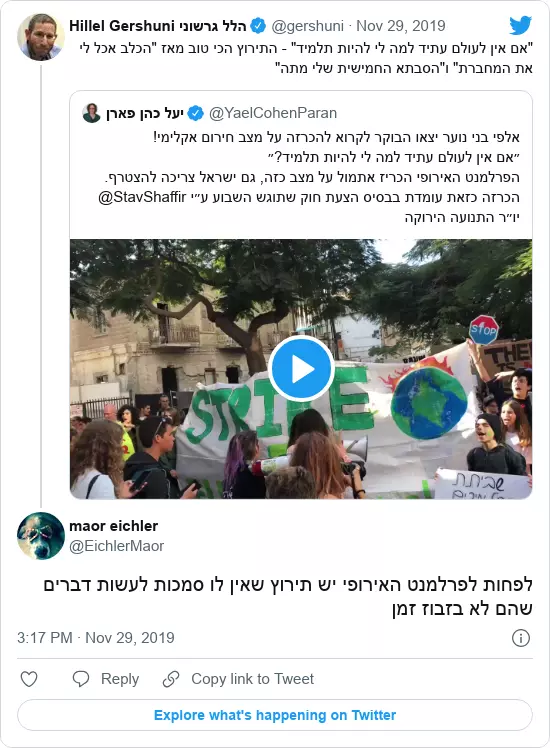 Hillel Gershuni הלל גרשוני @gershuni · Nov 29, 2019
"אם אין לעולם עתיד למה לי להיות תלמיד" - התירוץ הכי טוב מאז "הכלב אכל לי
את המחברת" ו"הסבתא החמישית שלי מתה"
יעל כהן פארן @YaelCohenParan
אלפי בני נוער יצאו הבוקר לקרוא להכרזה על מצב חירום אקלימי!
״אם אין לעולם עתיד למה לי להיות תלמיד?״
הפרלמנט האירופי הכריז אתמול על מצב כזה, גם ישראל צריכה להצטרף.
הכרזה כזאת עומדת בבסיס הצעת חוק שתוגש השבוע ע״י @StavShaffir
יו״ר התנועה הירוקה
STOP
THE
STRIKE
שביתת
maor eichler
@EichlerMaor
לפחות לפרלמנט האירופי יש תירוץ שאין לו סמכות לעשות דברים
שהם לא בזבוז זמן
3:17 PM · Nov 29, 2019
Reply
Copy link to Tweet
Explore what's happening on Twitter